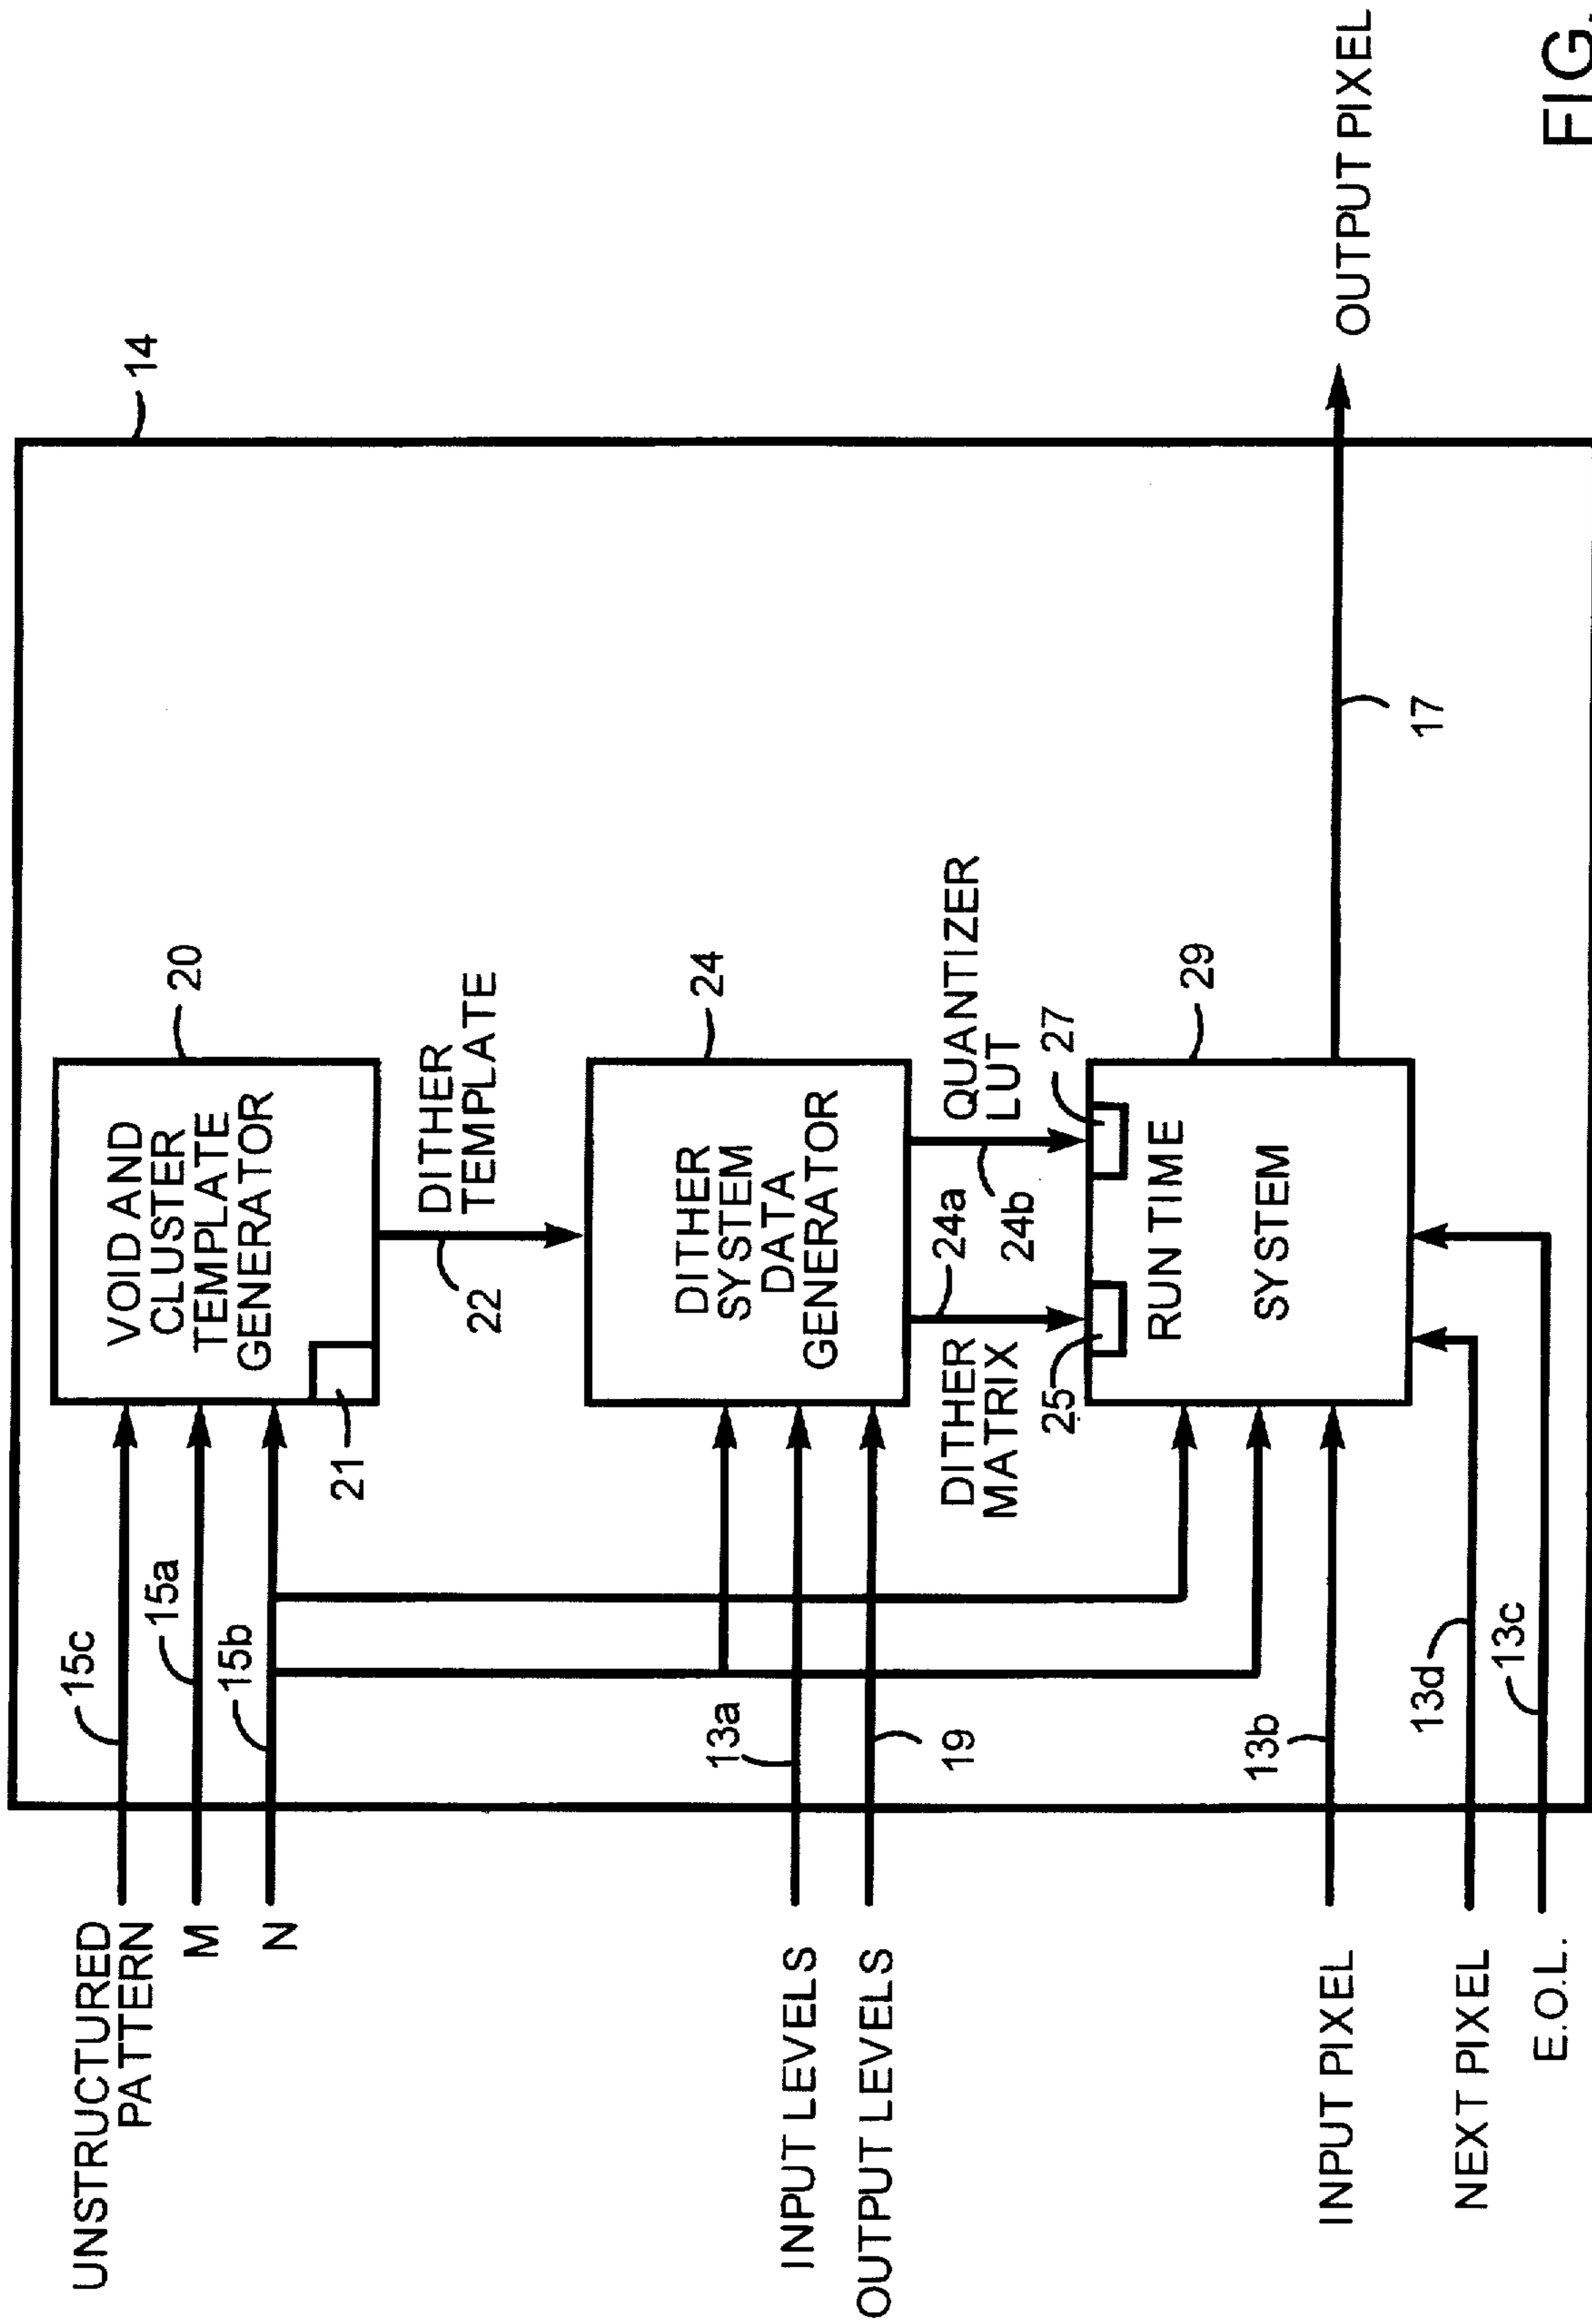 14
UNSTRUCTURED
PATTERN
15c
M
15a
N
15b
21
VOID AND
CLUSTER
TEMPLATE
GENERATOR
20
22
DITHER
TEMPLATE
INPUT LEVELS
13a
OUTPUT LEVELS
19
DITHER
SYSTEM
DATA
GENERATOR
24
DITHER
MATRIX
24a
24b
QUANTIZER
LUT
25
27
RUN TIME
SYSTEM
29
INPUT PIXEL
13b
NEXT PIXEL
13d
E.O.L.
13c
17
OUTPUT PIXEL
FIG.